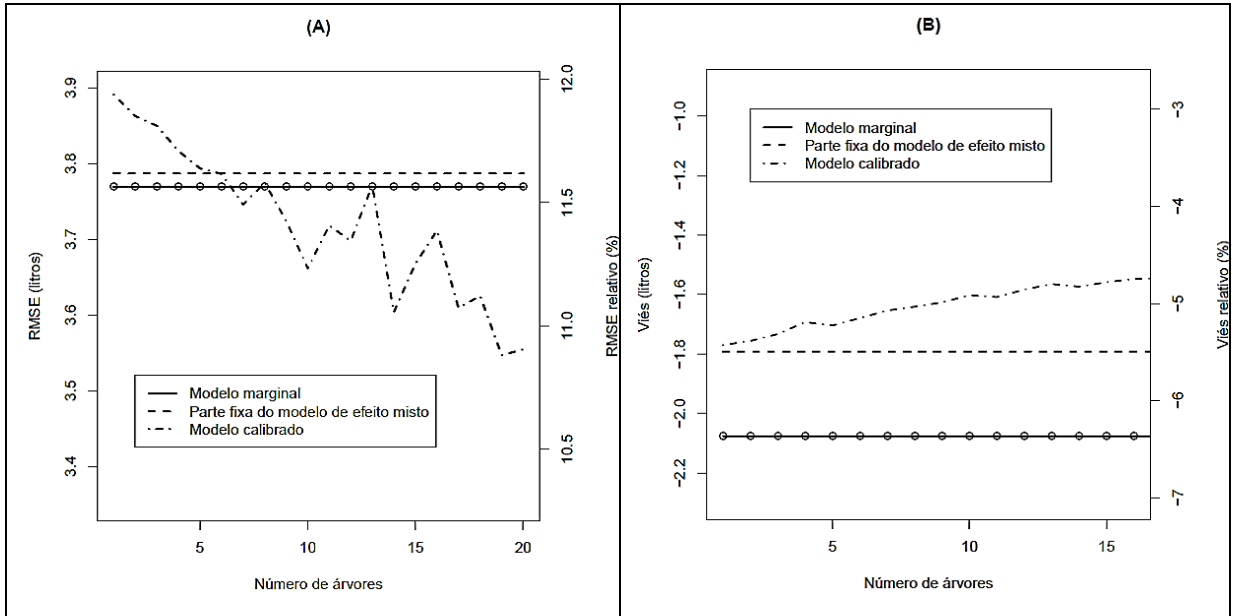 (A)
RMSE (litros)
3.9
3.8
3.7
3.6
3.5
3.4
12.0
11.5
11.0
10.5
RMSE relativo (%)
Modelo marginal
Parte fixa do modelo de efeito misto
Modelo calibrado
5
10
15
20
Número de árvores
(B)
Viés (litros)
−1.0
−1.2
−1.4
−1.6
−1.8
−2.0
−2.2
−3
−4
−5
−6
−7
Viés relativo (%)
Modelo marginal
Parte fixa do modelo de efeito misto
Modelo calibrado
5
10
15
Número de árvores